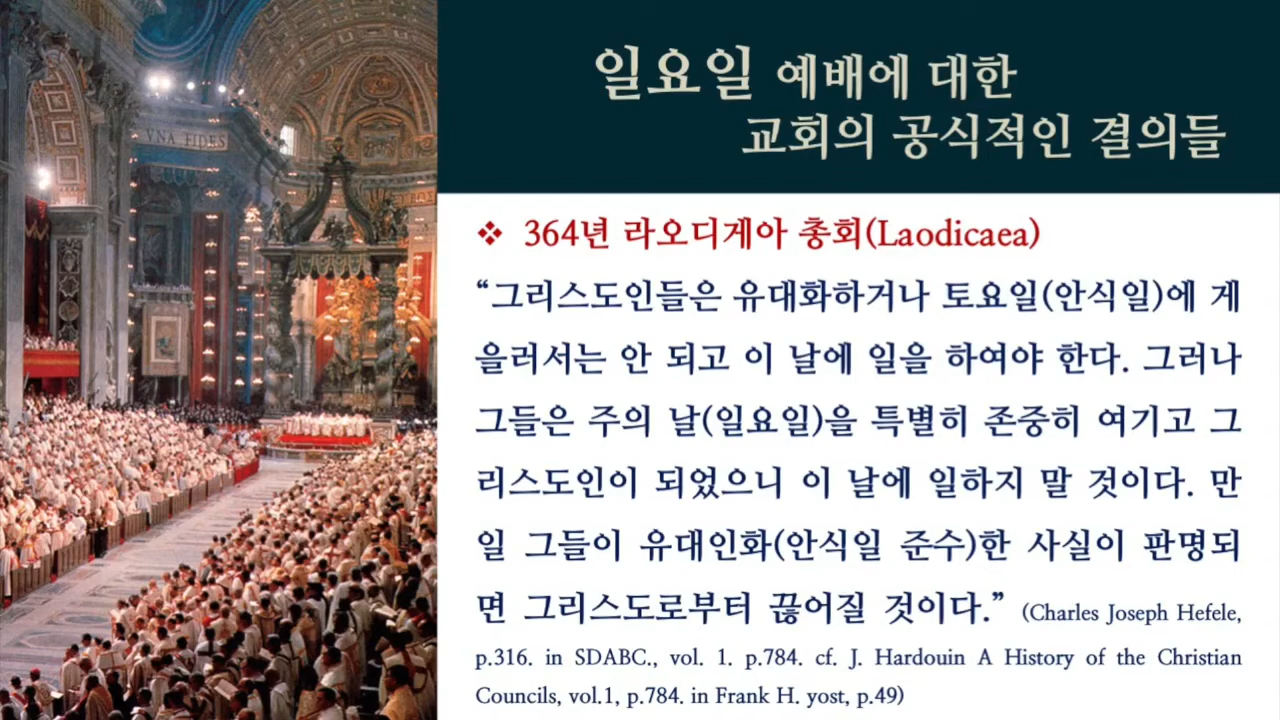 VNA FIDES
일요일 예배에 대한
교회의 공식적인 결의들
❖ 364년 라오디게아 총회(Laodicaea)
“그리스도인들은 유대화하거나 토요일(안식일)에 게
을러서는 안 되고 이 날에 일을 하여야 한다. 그러나
그들은 주의 날(일요일)을 특별히 존중히 여기고 그
리스도인이 되었으니 이 날에 일하지 말 것이다. 만
일 그들이 유대인화(안식일 준수)한 사실이 판명되
면 그리스도로부터 끊어질 것이다.” (Charles Joseph Hefele,
p.316. in SDABC., vol. 1. p.784. cf. J. Hardouin A History of the Christian
Councils, vol.1, p.784. in Frank H. yost, p.49)